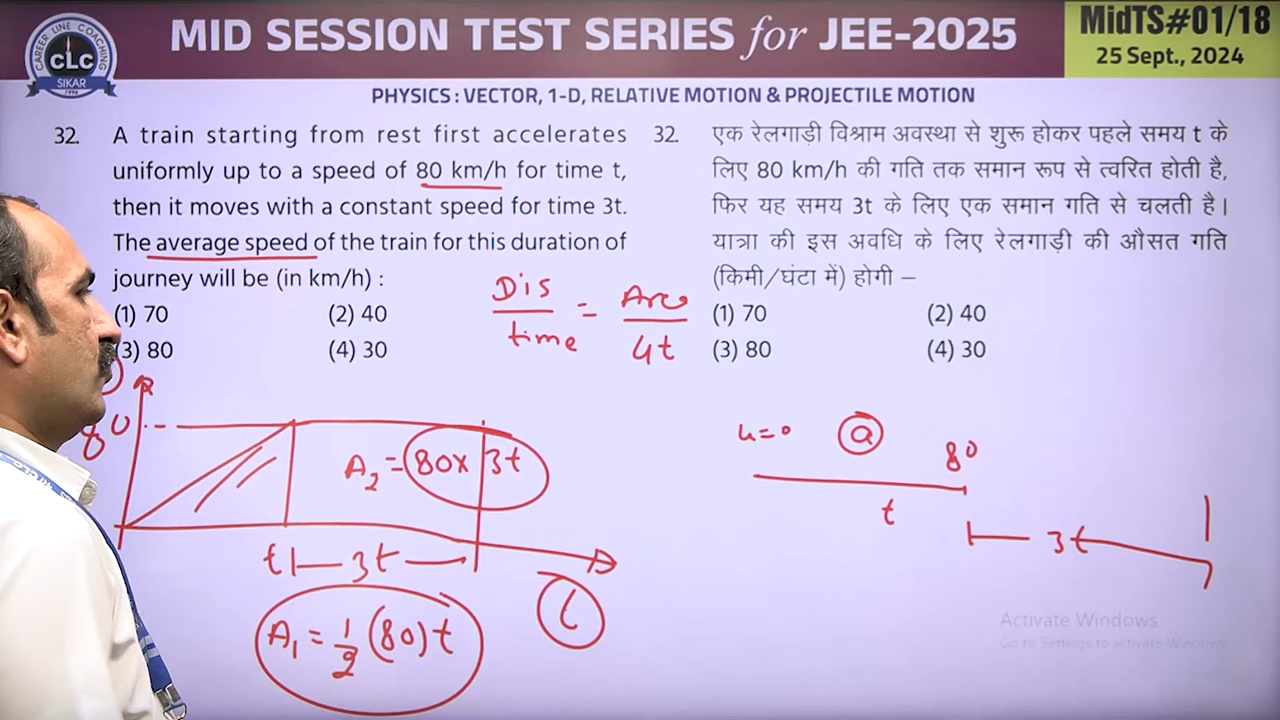 MID SESSION TEST SERIES for JEE-2025
MidTS#01/18
25 Sept., 2024
CAREER LINE COACHING
CLC
SIKAR
PHYSICS : VECTOR, 1-D, RELATIVE MOTION & PROJECTILE MOTION
32. A train starting from rest first accelerates
uniformly up to a speed of 80 km/h for time t,
then it moves with a constant speed for time 3t.
The average speed of the train for this duration of
journey will be (in km/h) :
(1) 70 (2) 40
(3) 80 (4) 30
32. एक रेलगाड़ी विश्राम अवस्था से शुरू होकर पहले समय t के
लिए 80 km/h की गति तक समान रूप से त्वरित होती है,
फिर यह समय 3t के लिए एक समान गति से चलती है।
यात्रा की इस अवधि के लिए रेलगाड़ी की औसत गति
(किमी/घंटा में) होगी –
(1) 70 (2) 40
(3) 80 (4) 30
Dis
time
=
4t
80
A₂ = 80x 3t
t 3t
A₁ = 1/2 (80) t
t
u=0 a 80
t
3t
Activate Windows
Go to Settings to activate Windows.